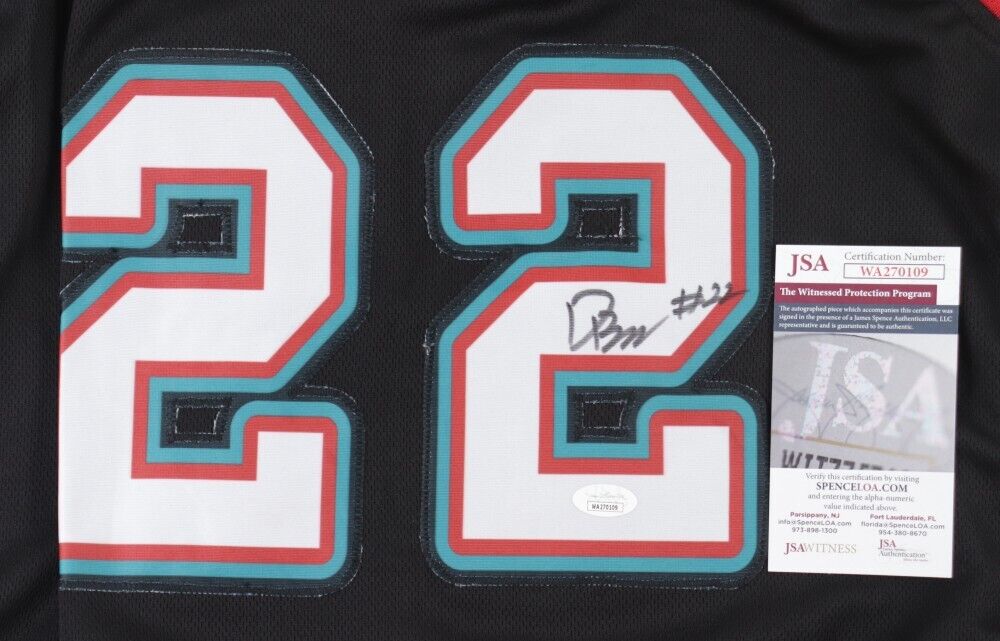 22
#22
WA270109
JSA
Certification Number:
WA270109
The Witnessed Protection Program
The autographed piece which accompanies this certificate was
signed in the presence of a James Spence Authentication, LLC
representative and is guaranteed to be authentic.
JSA
Verify this certification by visiting
SPENCELOA.COM
and entering the alpha-numeric
value indicated above.
Parsippany, NJ
info@SpenceLOA.com
973-898-1300
Fort Lauderdale, FL
florida@SpenceLOA.com
954-380-8670
JSAWITNESS
JSA
Authentication